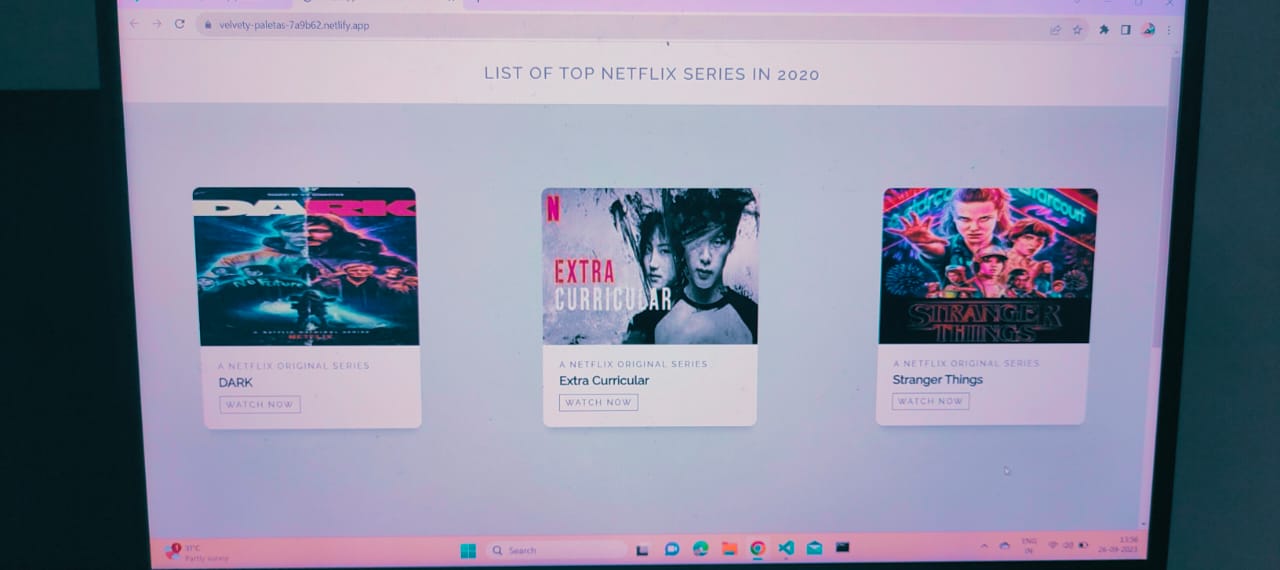 velvety-paletas-7a9b62.netlify.app
LIST OF TOP NETFLIX SERIES IN 2020
DARK
A NETFLIX ORIGINAL SERIES
NETFLIX
A NETFLIX ORIGINAL SERIES
DARK
WATCH NOW
N
EXTRA
CURRICULAR
A NETFLIX ORIGINAL SERIES
Extra Curricular
WATCH NOW
STRANGER
THINGS
A NETFLIX ORIGINAL SERIES
Stranger Things
WATCH NOW
1
31°C
Partly sunny
Search
ENG
IN
13:56
26-09-2023